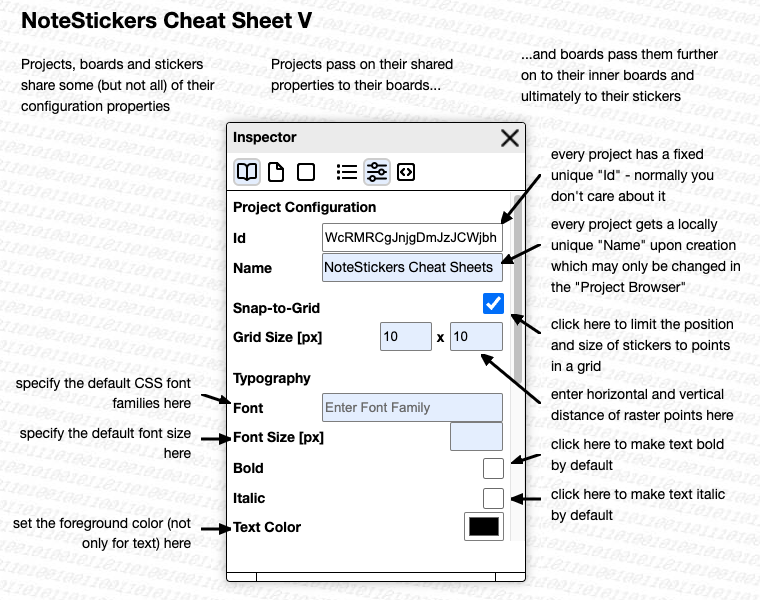 NoteStickers Cheat Sheet V
Projects, boards and stickers
share some (but not all) of their
configuration properties
Projects pass on their shared
properties to their boards...
...and boards pass them further
on to their inner boards and
ultimately to their stickers
Inspector
Project Configuration
Id
WcRMRCgJnjgDmJzJCWjbh
Name
NoteStickers Cheat Sheets
Snap-to-Grid
Grid Size [px]
10 x 10
Typography
Font
Enter Font Family
Font Size [px]
Bold
Italic
Text Color
every project has a fixed
unique "Id" - normally you
don't care about it
every project gets a locally
unique "Name" upon creation
which may only be changed in
the "Project Browser"
click here to limit the position
and size of stickers to points
in a grid
enter horizontal and vertical
distance of raster points here
click here to make text bold
by default
click here to make text italic
by default
specify the default CSS font
families here
specify the default font size
here
set the foreground color (not
only for text) here